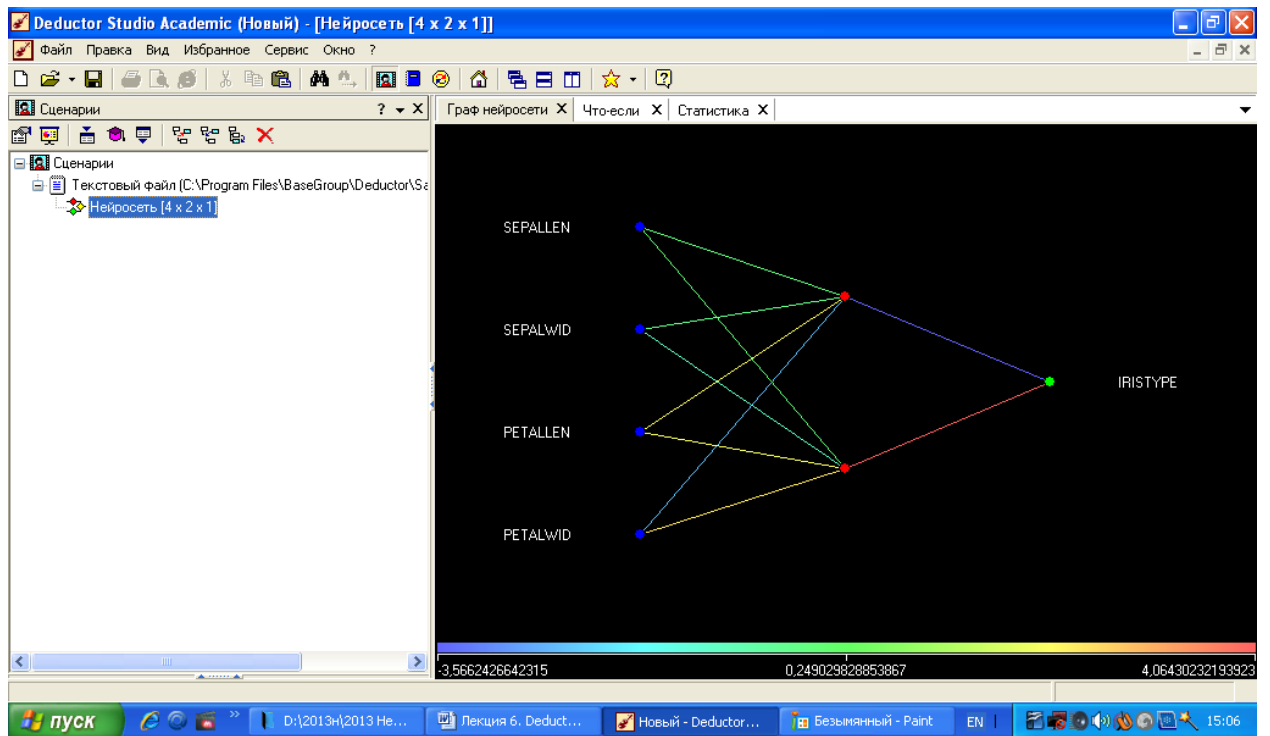 Deductor Studio Academic (Новый) - [Нейросеть [4 x 2 x 1]]
Файл Правка Вид Избранное Сервис Окно ?
Сценарии ?
Граф нейросети X Что-если X Статистика X
Сценарии
Текстовый файл (C:\Program Files\BaseGroup\Deductor\Sa
Нейросеть [4 x 2 x 1]
SEPALLEN
SEPALWID
PETALLEN
PETALWID
IRISTYPE
-3,5662426642315 0,249029828853867 4,06430232193923
пуск
D:\2013н\2013 Не...
Лекция 6. Deduct...
Новый - Deductor...
Безымянный - Paint
EN
15:06